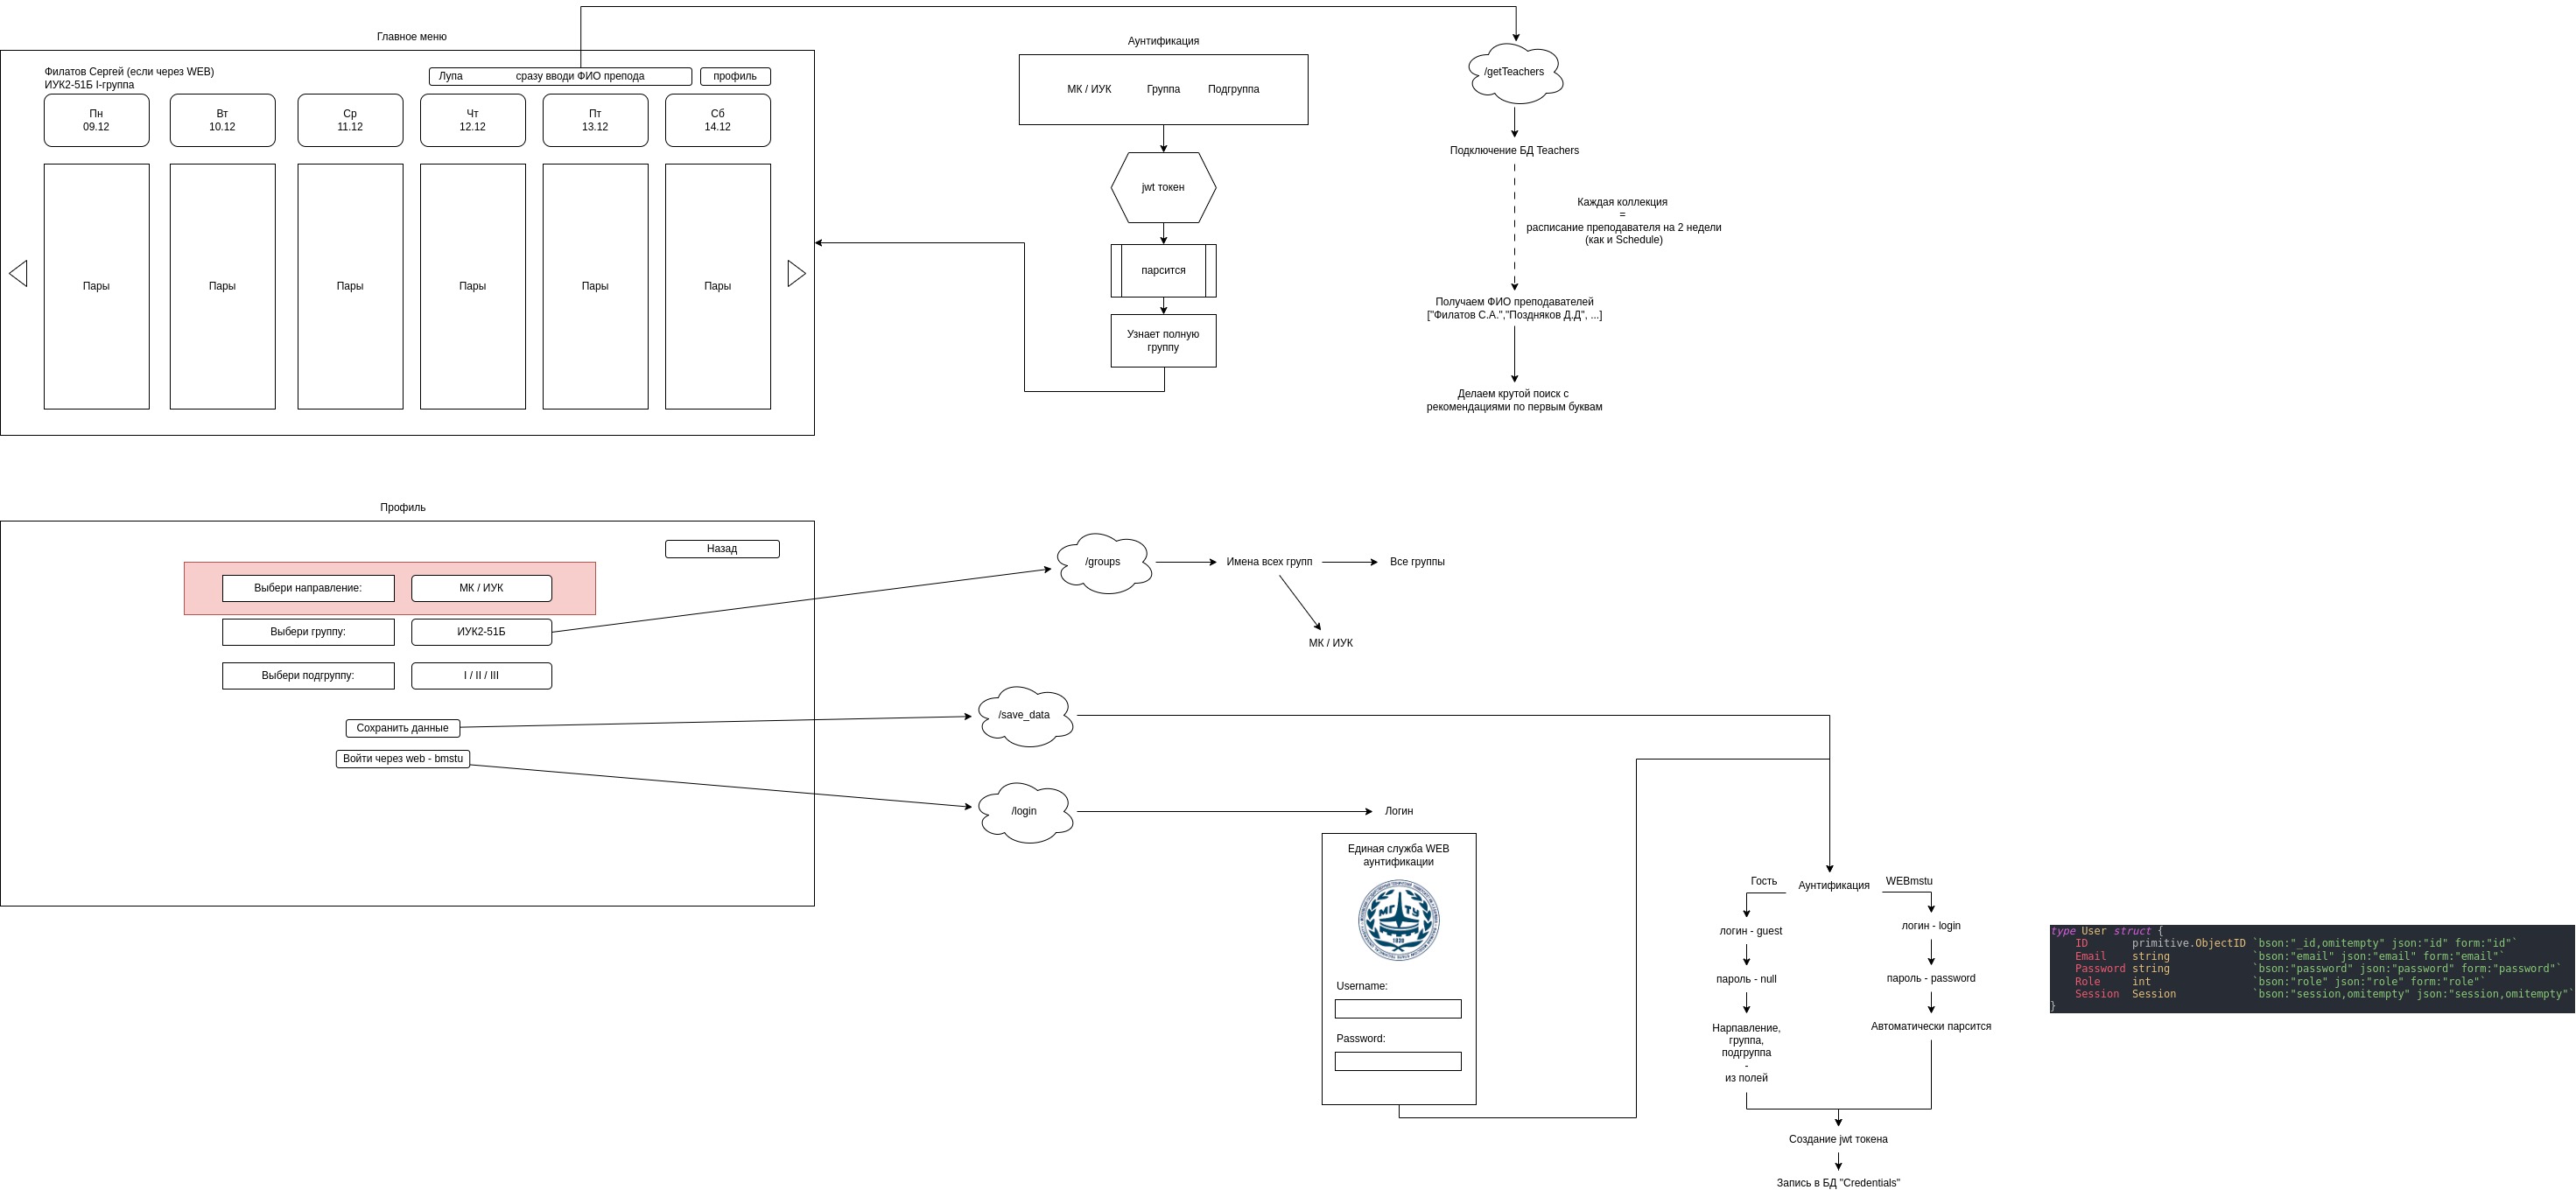 Главное меню
Филатов Сергей (если через WEB)
ИУК2-51Б I-группа
Лупа
сразу вводи ФИО препода
профиль
Пн
09.12
Вт
10.12
Ср
11.12
Чт
12.12
Пт
13.12
Сб
14.12
Пары
Пары
Пары
Пары
Пары
Пары
Аунтификация
МК / ИУК
Группа
Подгруппа
jwt токен
парсится
Узнает полную
группу
/getTeachers
Подключение БД Teachers
Каждая коллекция
=
расписание преподавателя на 2 недели
(как и Schedule)
Получаем ФИО преподавателей
["Филатов С.А.","Поздняков Д.Д", ...]
Делаем крутой поиск с
рекомендациями по первым буквам
Профиль
Назад
Выбери направление:
МК / ИУК
Выбери группу:
ИУК2-51Б
Выбери подгруппу:
I / II / III
Сохранить данные
Войти через web - bmstu
/groups
Имена всех групп
Все группы
МК / ИУК
/save_data
/login
Логин
Единая служба WEB
аунтификации
МГТУ
1830
Username:
Password:
Гость
Аунтификация
WEBmstu
логин - guest
пароль - null
Нарпавление,
группа,
подгруппа
-
из полей
логин - login
пароль - password
Автоматически парсится
Создание jwt токена
Запись в БД "Credentials"
type User struct {
ID primitive.ObjectID `bson:"_id,omitempty" json:"id" form:"id"`
Email string `bson:"email" json:"email" form:"email"`
Password string `bson:"password" json:"password" form:"password"`
Role int `bson:"role" json:"role" form:"role"`
Session Session `bson:"session,omitempty" json:"session,omitempty"`
}